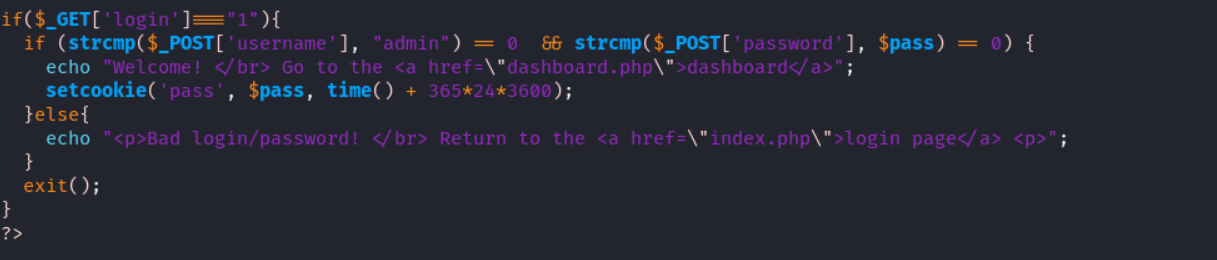 if($_GET['login']==="1"){
  if (strcmp($_POST['username'], "admin") == 0  && strcmp($_POST['password'], $pass) == 0) {
    echo "Welcome! </br> Go to the <a href=\"dashboard.php\">dashboard</a>";
    setcookie('pass', $pass, time() + 365*24*3600);
  }else{
    echo "<p>Bad login/password! </br> Return to the <a href=\"index.php\">login page</a> <p>";
  }
  exit();
}
?>